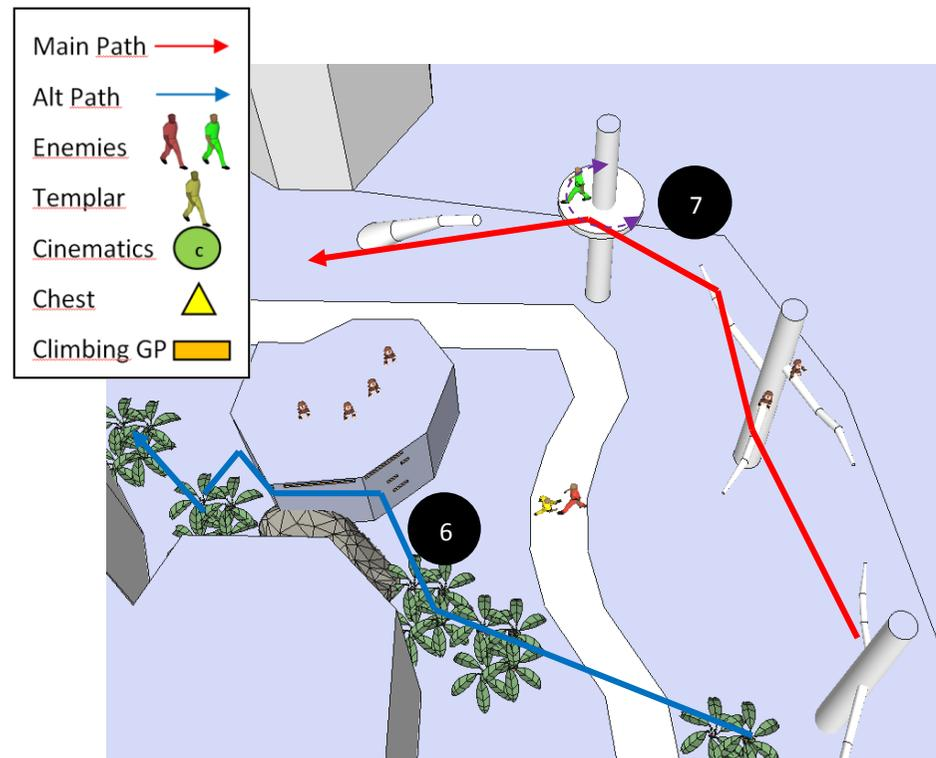 Main Path
Alt Path
Enemies
Templar
Cinematics c
Chest
Climbing GP
7
6